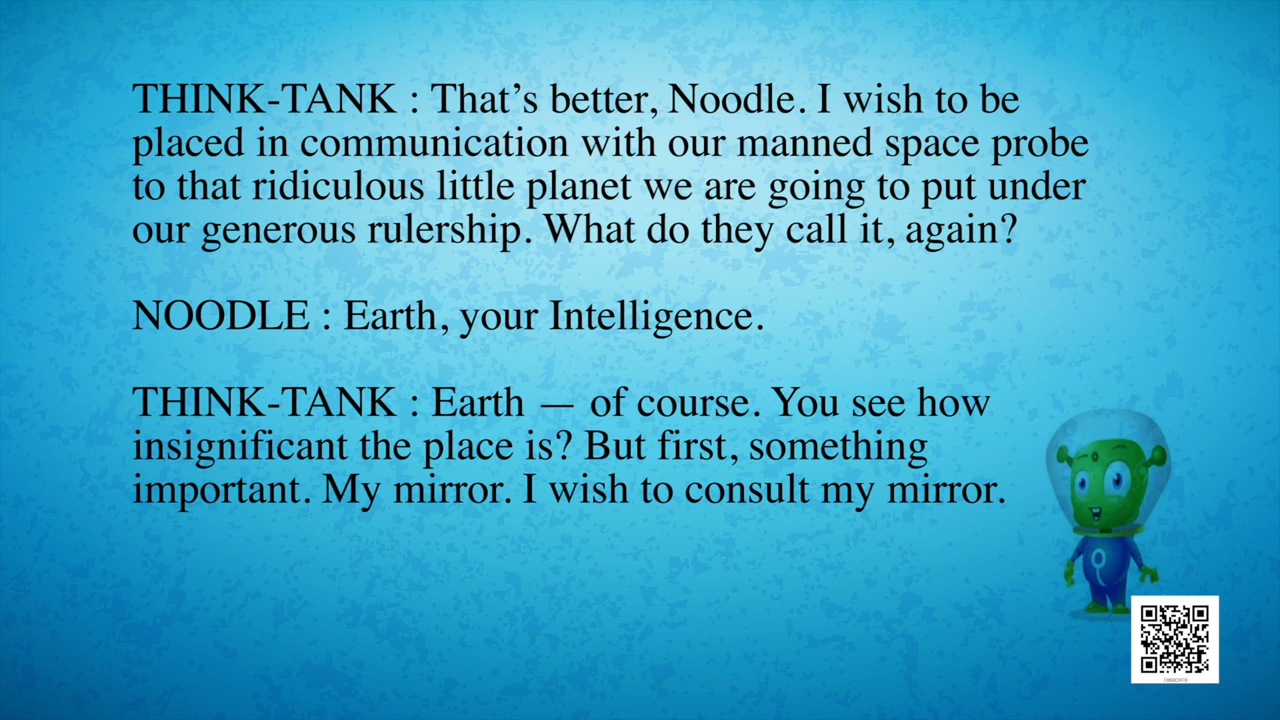 THINK-TANK : That’s better, Noodle. I wish to be
placed in communication with our manned space probe
to that ridiculous little planet we are going to put under
our generous rulership. What do they call it, again?
NOODLE : Earth, your Intelligence.
THINK-TANK : Earth — of course. You see how
insignificant the place is? But first, something
important. My mirror. I wish to consult my mirror.